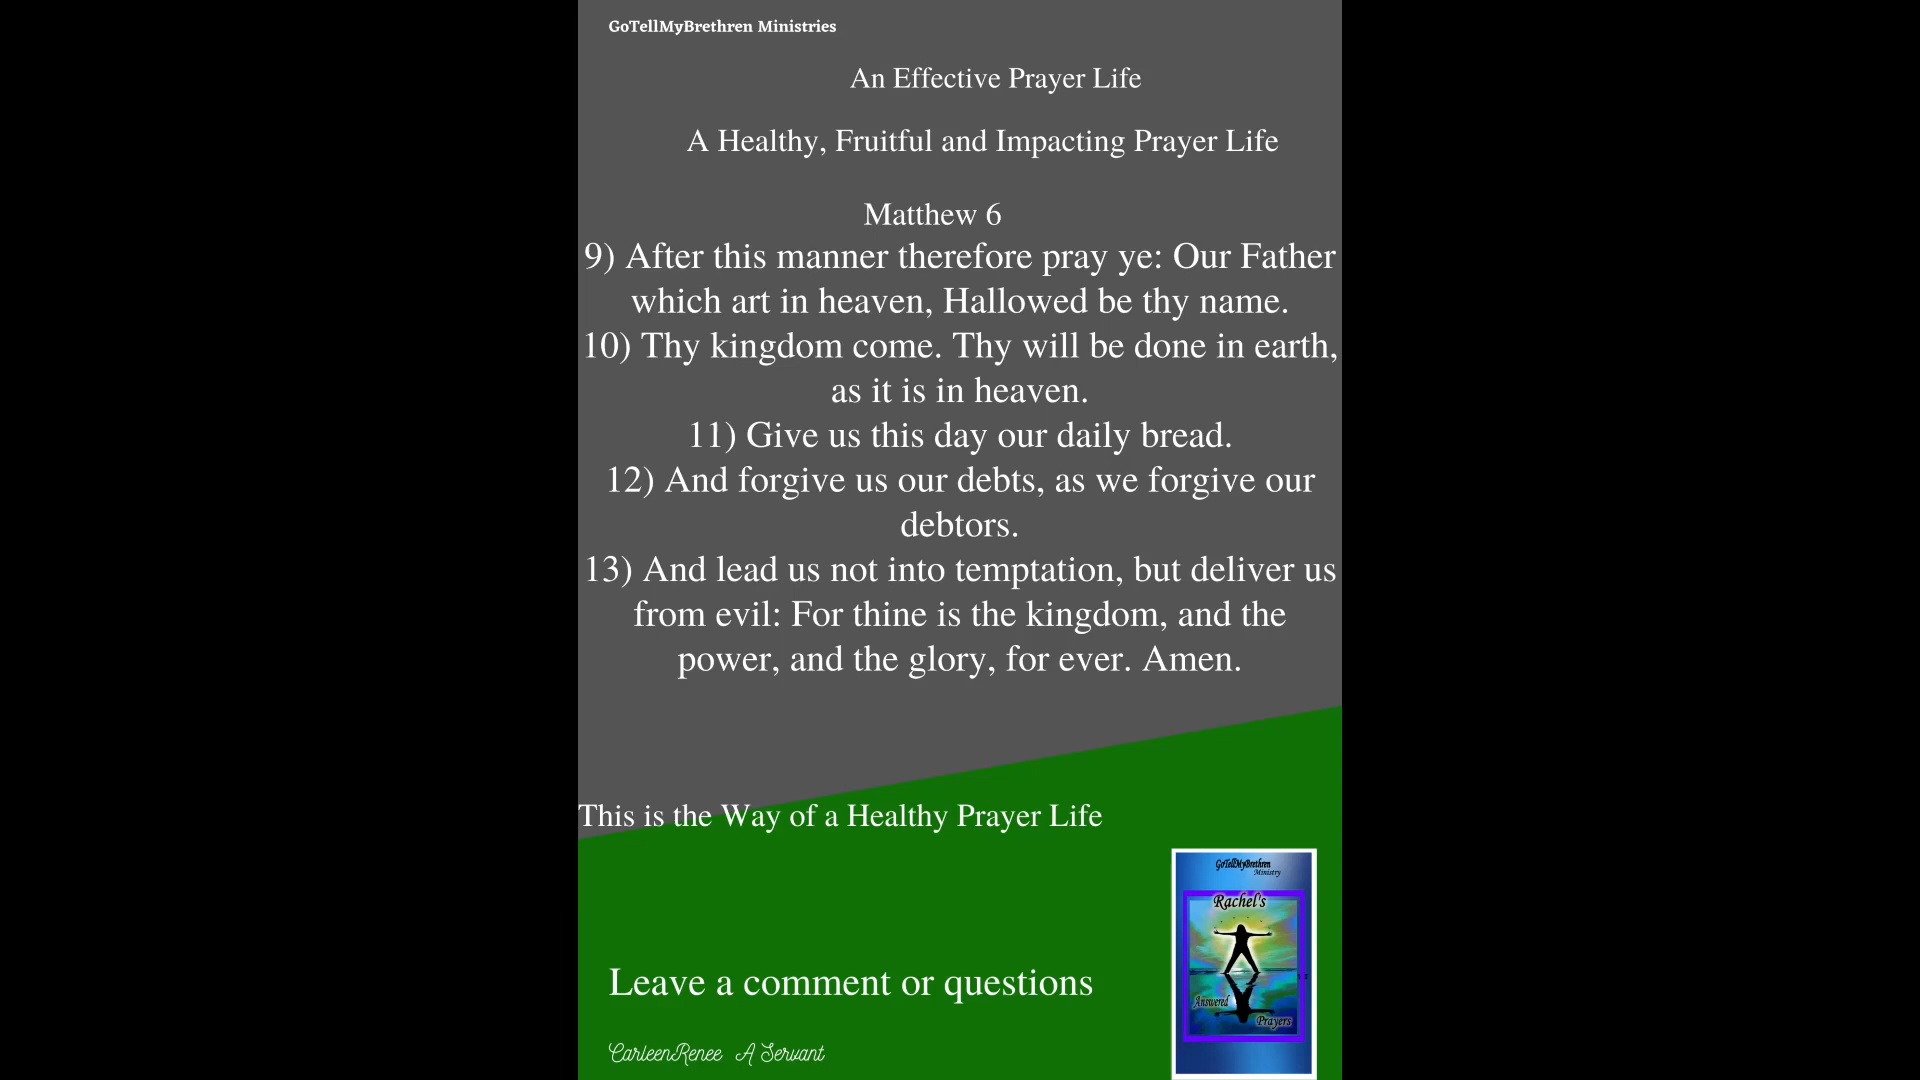 GoTellMyBrethren Ministries
An Effective Prayer Life
A Healthy, Fruitful and Impacting Prayer Life
Matthew 6
9) After this manner therefore pray ye: Our Father
which art in heaven, Hallowed be thy name.
10) Thy kingdom come. Thy will be done in earth,
as it is in heaven.
11) Give us this day our daily bread.
12) And forgive us our debts, as we forgive our
debtors.
13) And lead us not into temptation, but deliver us
from evil: For thine is the kingdom, and the
power, and the glory, for ever. Amen.
This is the Way of a Healthy Prayer Life
GoTellMyBrethren
Ministry
Rachel's
Answered
Prayers
Leave a comment or questions
CarleenRenee A Servant